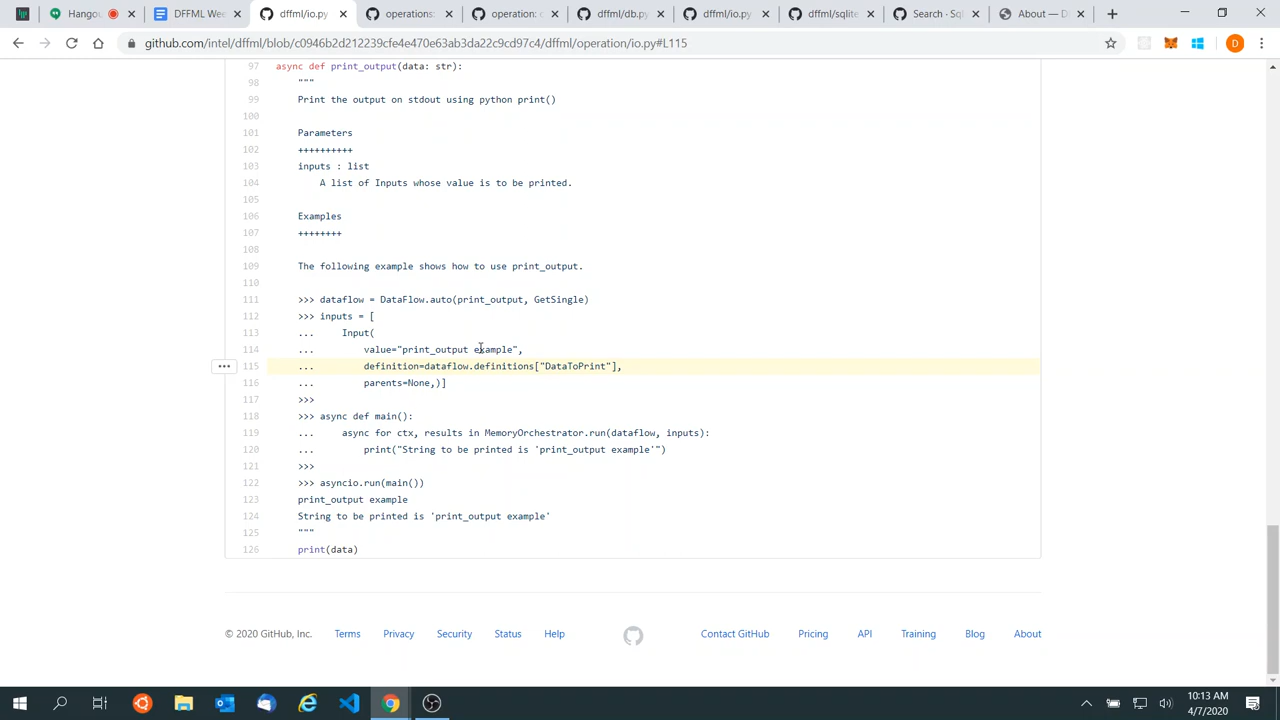 Hangou
DFFML Wee
dffml/io.py
operations:
operation: c
dffml/db.py
dffml/io.py
dffml/sqlite
Search · Sql
About — D
github.com/intel/dffml/blob/c0946b2d212239cfe4e470e63ab3da22c9cd97c4/dffml/operation/io.py#L115
D
97 async def print_output(data: str):
98 """
99 Print the output on stdout using python print()
100
101 Parameters
102 ++++++++++
103 inputs : list
104 A list of Inputs whose value is to be printed.
105
106 Examples
107 ++++++++
108
109 The following example shows how to use print_output.
110
111 >>> dataflow = DataFlow.auto(print_output, GetSingle)
112 >>> inputs = [
113 ... Input(
114 ... value="print_output example",
115 ... definition=dataflow.definitions["DataToPrint"],
116 ... parents=None,)]
117 >>>
118 >>> async def main():
119 ... async for ctx, results in MemoryOrchestrator.run(dataflow, inputs):
120 ... print("String to be printed is 'print_output example'")
121 >>>
122 >>> asyncio.run(main())
123 print_output example
124 String to be printed is 'print_output example'
125 """
126 print(data)
© 2020 GitHub, Inc. Terms Privacy Security Status Help Contact GitHub Pricing API Training Blog About
10:13 AM
4/7/2020